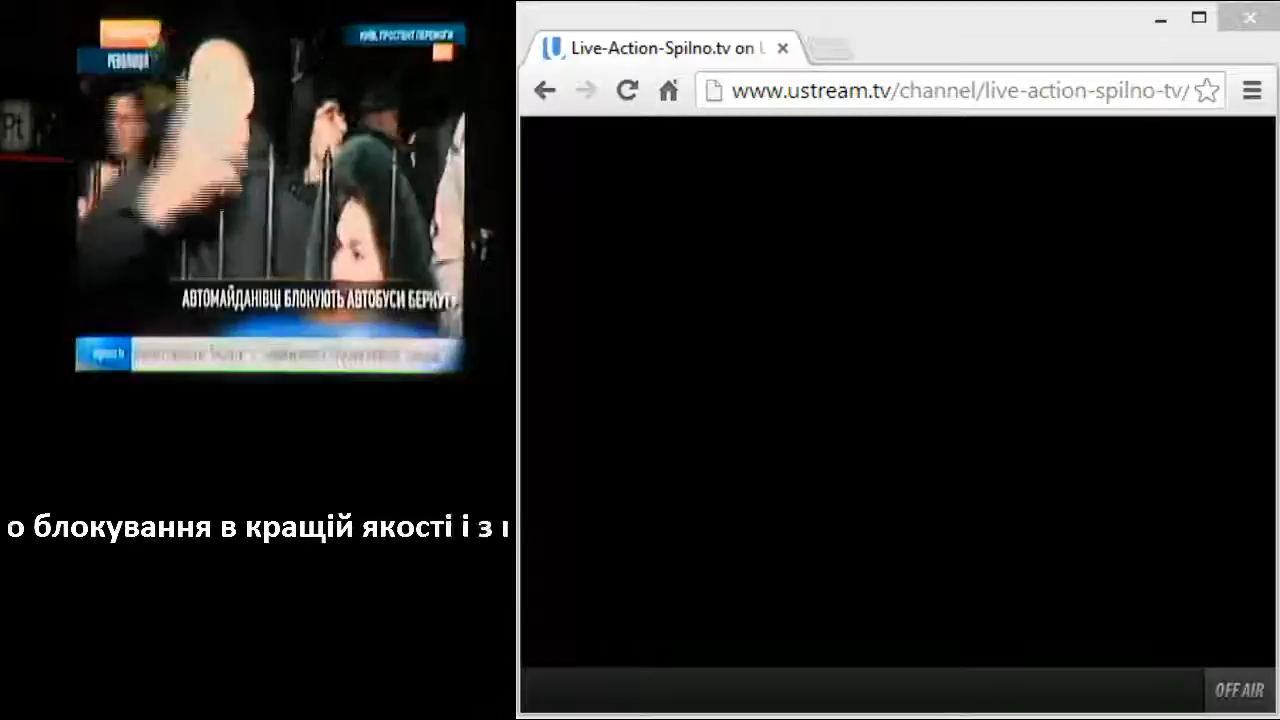 КИЇВ, ПРОСПЕКТ ПЕРЕМОГИ
РЕВОЛЮЦІЯ
Pt
АВТОМАЙДАНІВЦІ БЛОКУЮТЬ АВТОБУСИ БЕРКУТ
о блокування в кращій якості і з
Live-Action-Spilno.tv on
www.ustream.tv/channel/live-action-spilno-tv/
OFF AIR